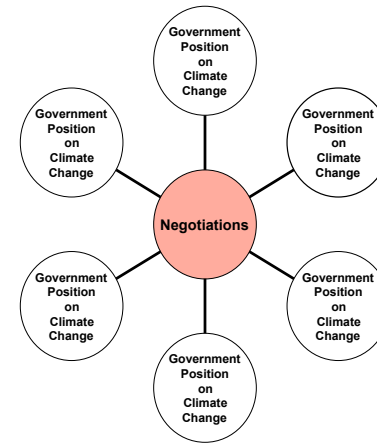 Government
Position
on
Climate
Change
Government
Position
on
Climate
Change
Government
Position
on
Climate
Change
Negotiations
Government
Position
on
Climate
Change
Government
Position
on
Climate
Change
Government
Position
on
Climate
Change